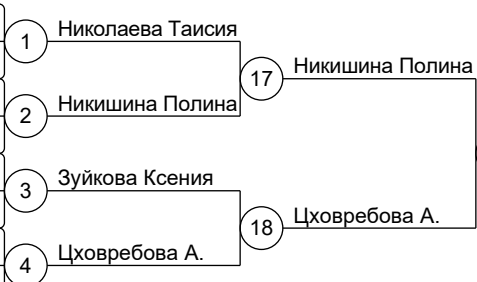 1
Николаева Таисия
17
Никишина Полина
2
Никишина Полина
3
Зуйкова Ксения
18
Цховребова А.
4
Цховребова А.